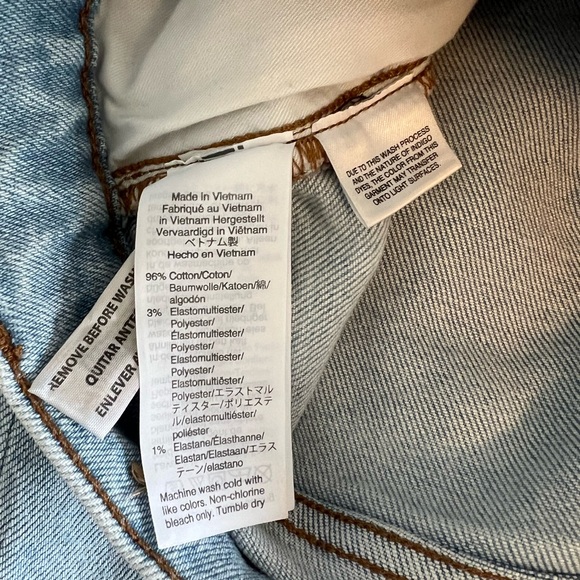 Made in Vietnam
Fabriqué au Vietnam
in Vietnam Hergestellt
Vervaardigd in Viêtnam
ベトナム製
Hecho en Vietnam
96% Cotton/Coton/
Baumwolle/Katoen/綿/
algodón
3% Elastomultiester/
Polyester/
Elastomultiester/
Polyester/
Elastomultiester/
Polyester/
Elastomultiëster/
Polyester/エラストマル
ティスター/ポリエステ
ル/elastomultiéster/
poliéster
1% Elastane/Élasthanne/
Elastan/Elastaan/エラス
テーン/elastano
Machine wash cold with
like colors. Non-chlorine
bleach only. Tumble dry
DUE TO THIS WASH PROCESS
AND THE NATURE OF INDIGO
DYES, THE COLOR FROM THIS
GARMENT MAY TRANSFER
ONTO LIGHT SURFACES.
REMOVE BEFORE WASH
QUITAR ANTE
ENLEVER A